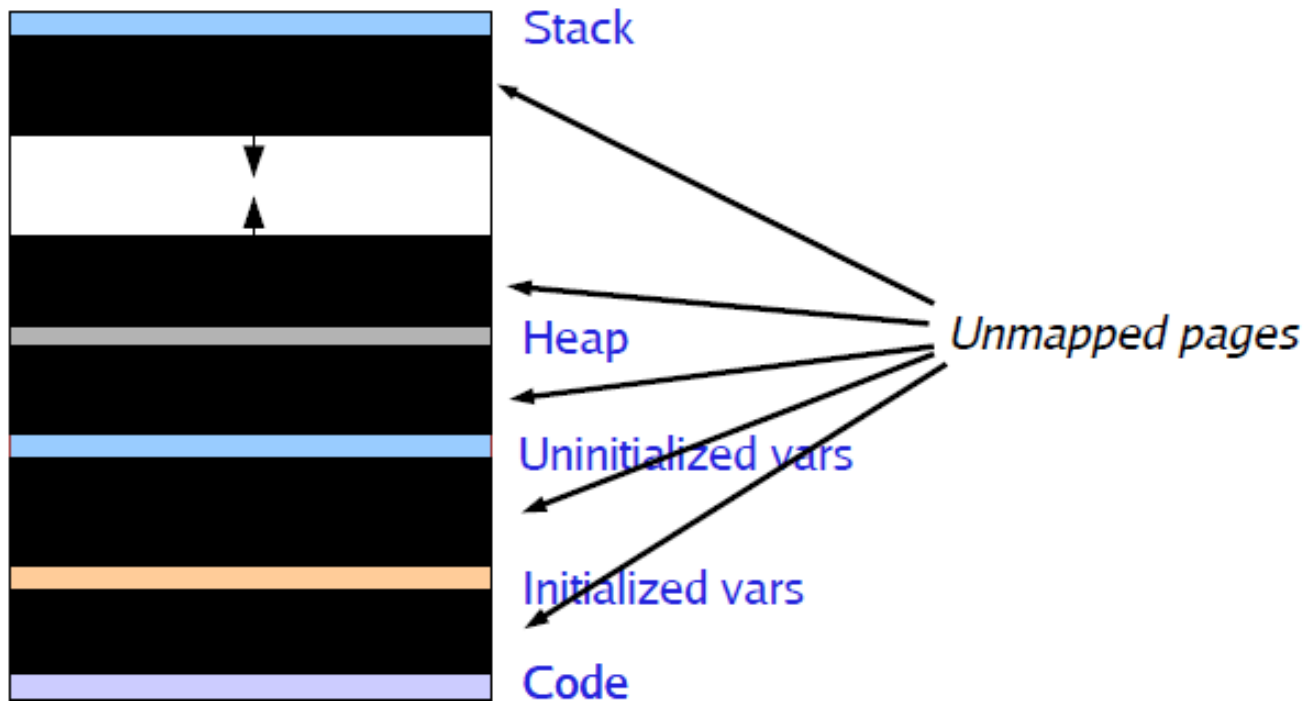 Stack
Heap
Unmapped pages
Uninitialized vars
Initialized vars
Code